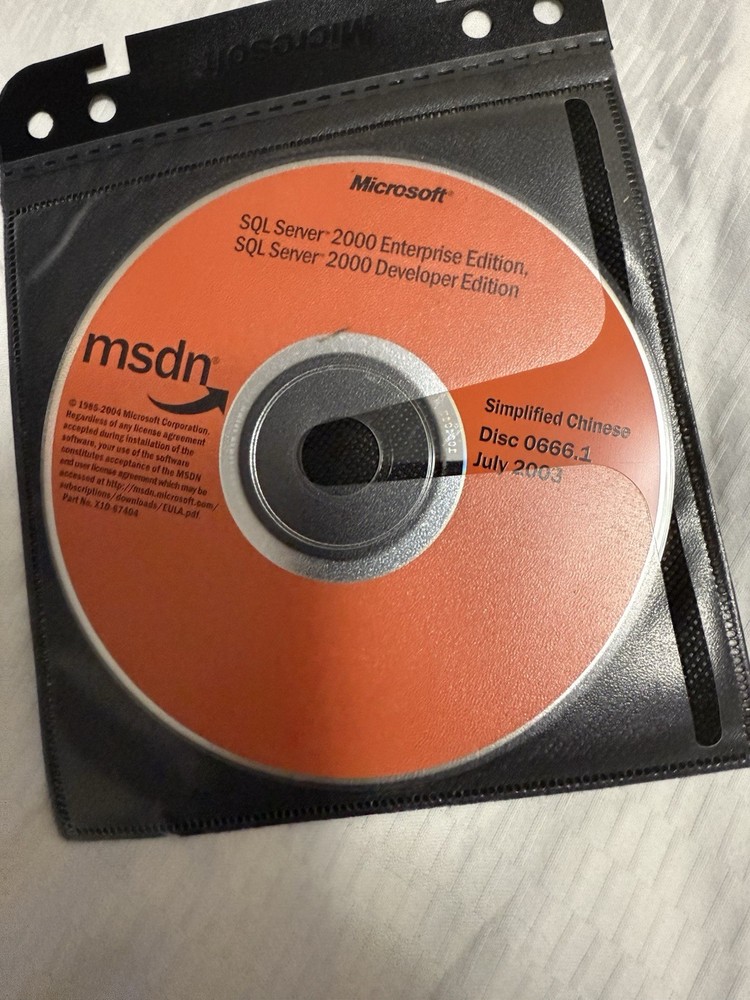 Microsoft
Microsoft®
SQL Server™ 2000 Enterprise Edition,
SQL Server™ 2000 Developer Edition
msdn®
© 1985-2004 Microsoft Corporation.
Regardless of any license agreement
accepted during installation of the
software, your use of the software
constitutes acceptance of the MSDN
end user license agreement which may be
accessed at http://msdn.microsoft.com/
subscriptions/downloads/EULA.pdf
Part No. X10-67404
Simplified Chinese
Disc 0666.1
July 2003